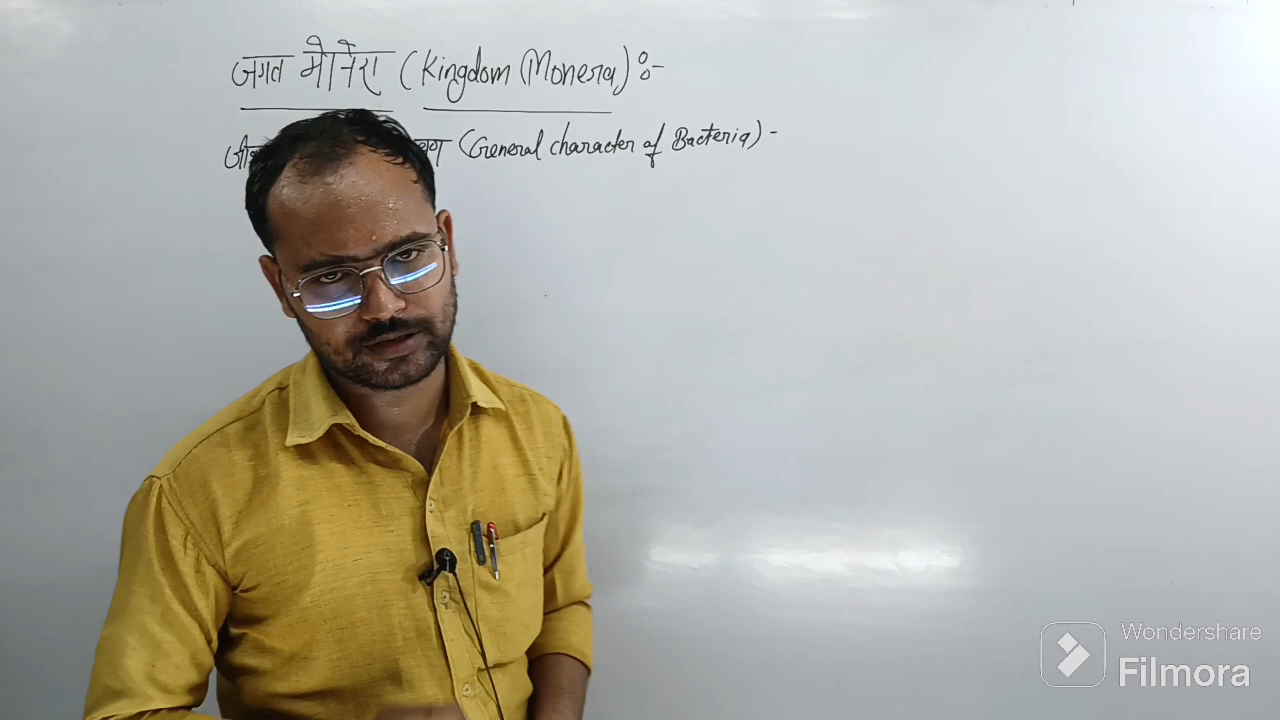 जगत मोनेरा (Kingdom Monera) :-
(General character of Bacteria) -
Wondershare
Filmora